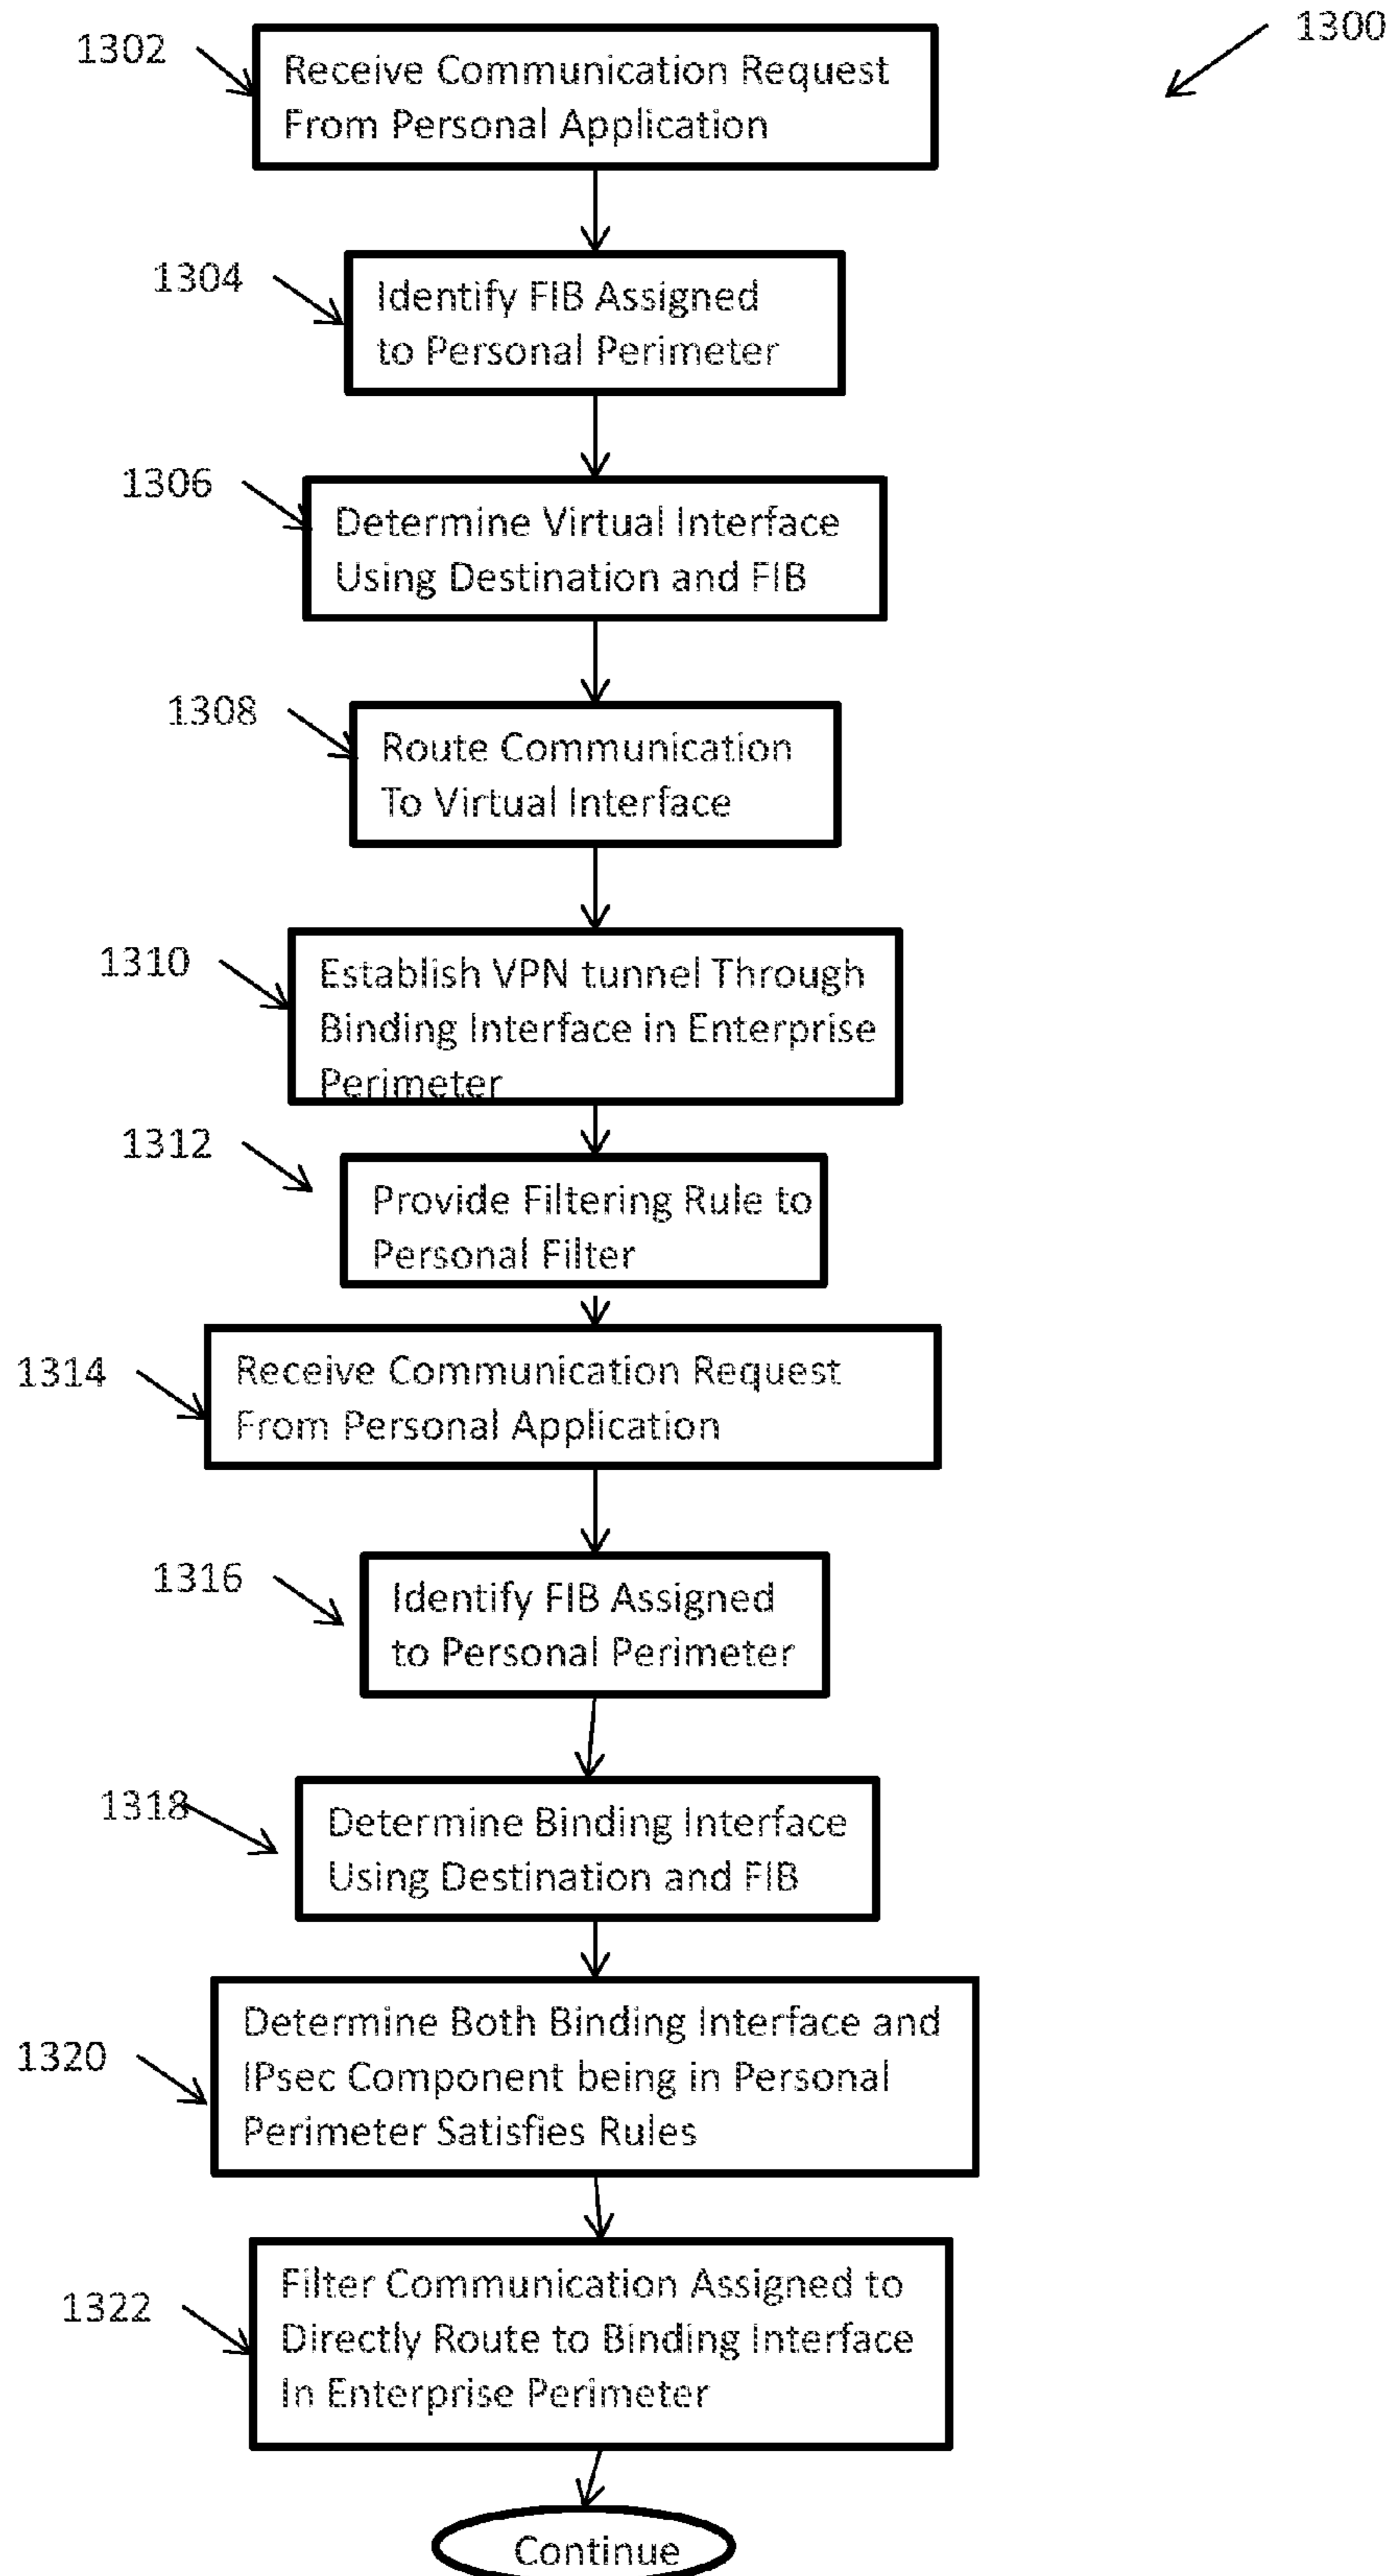 1300
1302
Receive Communication Request
From Personal Application
1304
Identify FIB Assigned
to Personal Perimeter
1306
Determine Virtual Interface
Using Destination and FIB
1308
Route Communication
To Virtual Interface
1310
Establish VPN tunnel Through
Binding Interface in Enterprise
Perimeter
1312
Provide Filtering Rule to
Personal Filter
1314
Receive Communication Request
From Personal Application
1316
Identify FIB Assigned
to Personal Perimeter
1318
Determine Binding Interface
Using Destination and FIB
1320
Determine Both Binding Interface and
IPsec Component being in Personal
Perimeter Satisfies Rules
1322
Filter Communication Assigned to
Directly Route to Binding Interface
In Enterprise Perimeter
Continue